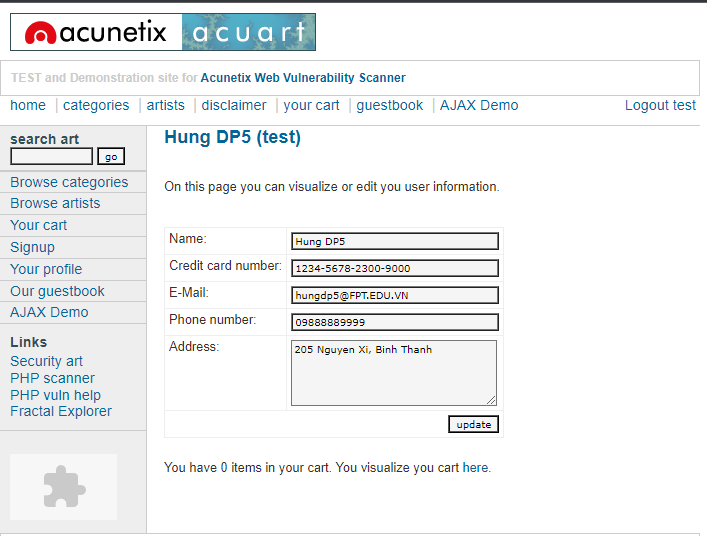 acunetix acuart
TEST and Demonstration site for Acunetix Web Vulnerability Scanner
home | categories | artists | disclaimer | your cart | guestbook | AJAX Demo Logout test
search art
go
Browse categories
Browse artists
Your cart
Signup
Your profile
Our guestbook
AJAX Demo
Links
Security art
PHP scanner
PHP vuln help
Fractal Explorer
Hung DP5 (test)
On this page you can visualize or edit you user information.
Name: Hung DP5
Credit card number: 1234-5678-2300-9000
E-Mail: hungdp5@FPT.EDU.VN
Phone number: 09888889999
Address: 205 Nguyen Xi, Binh Thanh
update
You have 0 items in your cart. You visualize you cart here.